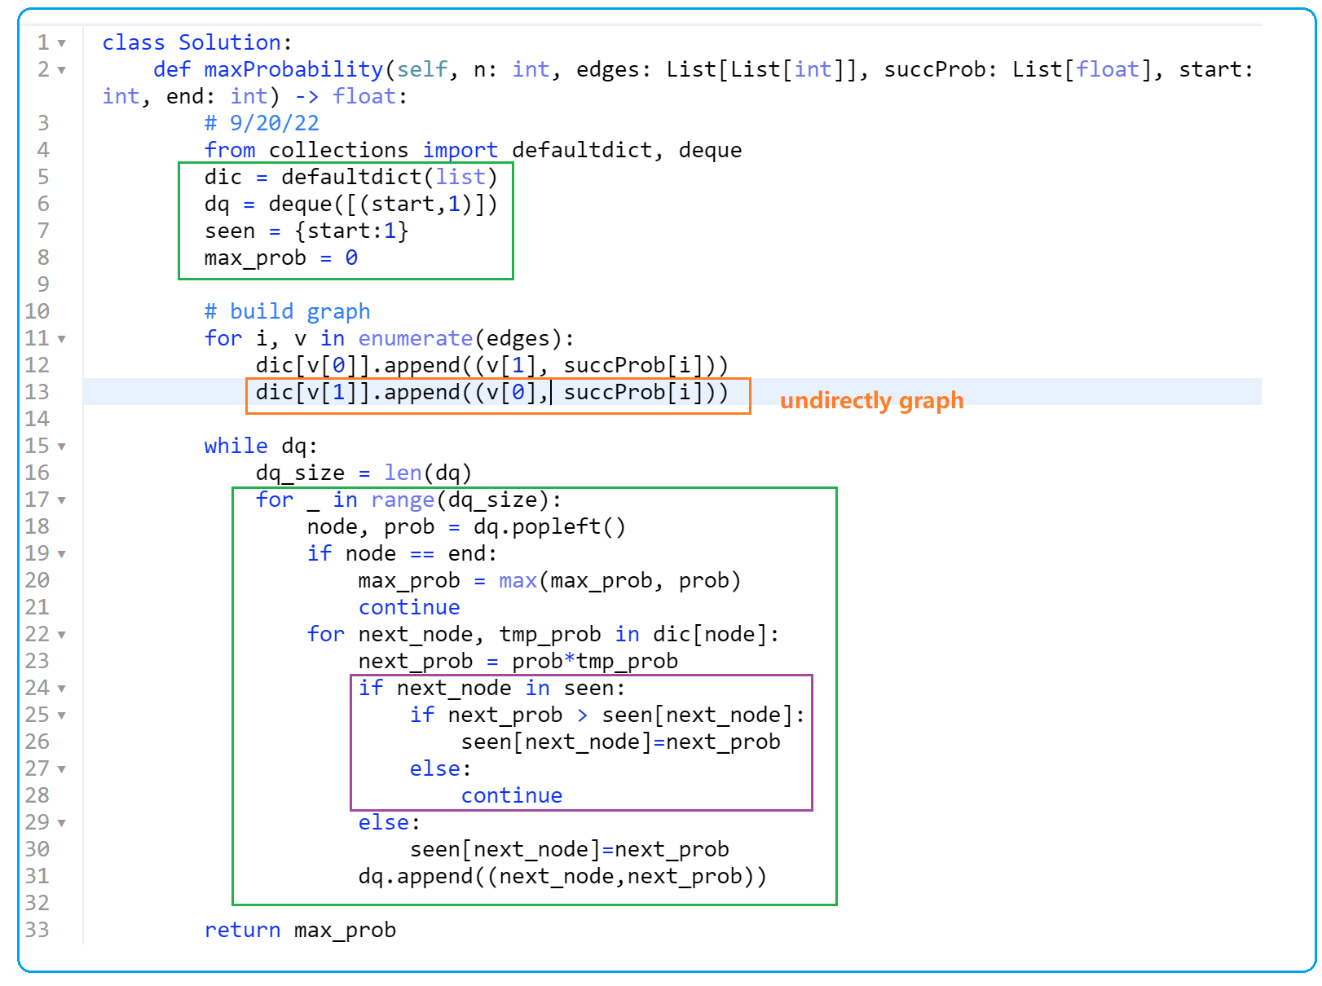 1 class Solution:
2 def maxProbability(self, n: int, edges: List[List[int]], succProb: List[float], start:
int, end: int) -> float:
3 # 9/20/22
4 from collections import defaultdict, deque
5 dic = defaultdict(list)
6 dq = deque([(start,1)])
7 seen = {start:1}
8 max_prob = 0
9
10 # build graph
11 for i, v in enumerate(edges):
12 dic[v[0]].append((v[1], succProb[i]))
13 dic[v[1]].append((v[0], succProb[i])) undirectly graph
14
15 while dq:
16 dq_size = len(dq)
17 for _ in range(dq_size):
18 node, prob = dq.popleft()
19 if node == end:
20 max_prob = max(max_prob, prob)
21 continue
22 for next_node, tmp_prob in dic[node]:
23 next_prob = prob*tmp_prob
24 if next_node in seen:
25 if next_prob > seen[next_node]:
26 seen[next_node]=next_prob
27 else:
28 continue
29 else:
30 seen[next_node]=next_prob
31 dq.append((next_node,next_prob))
32
33 return max_prob